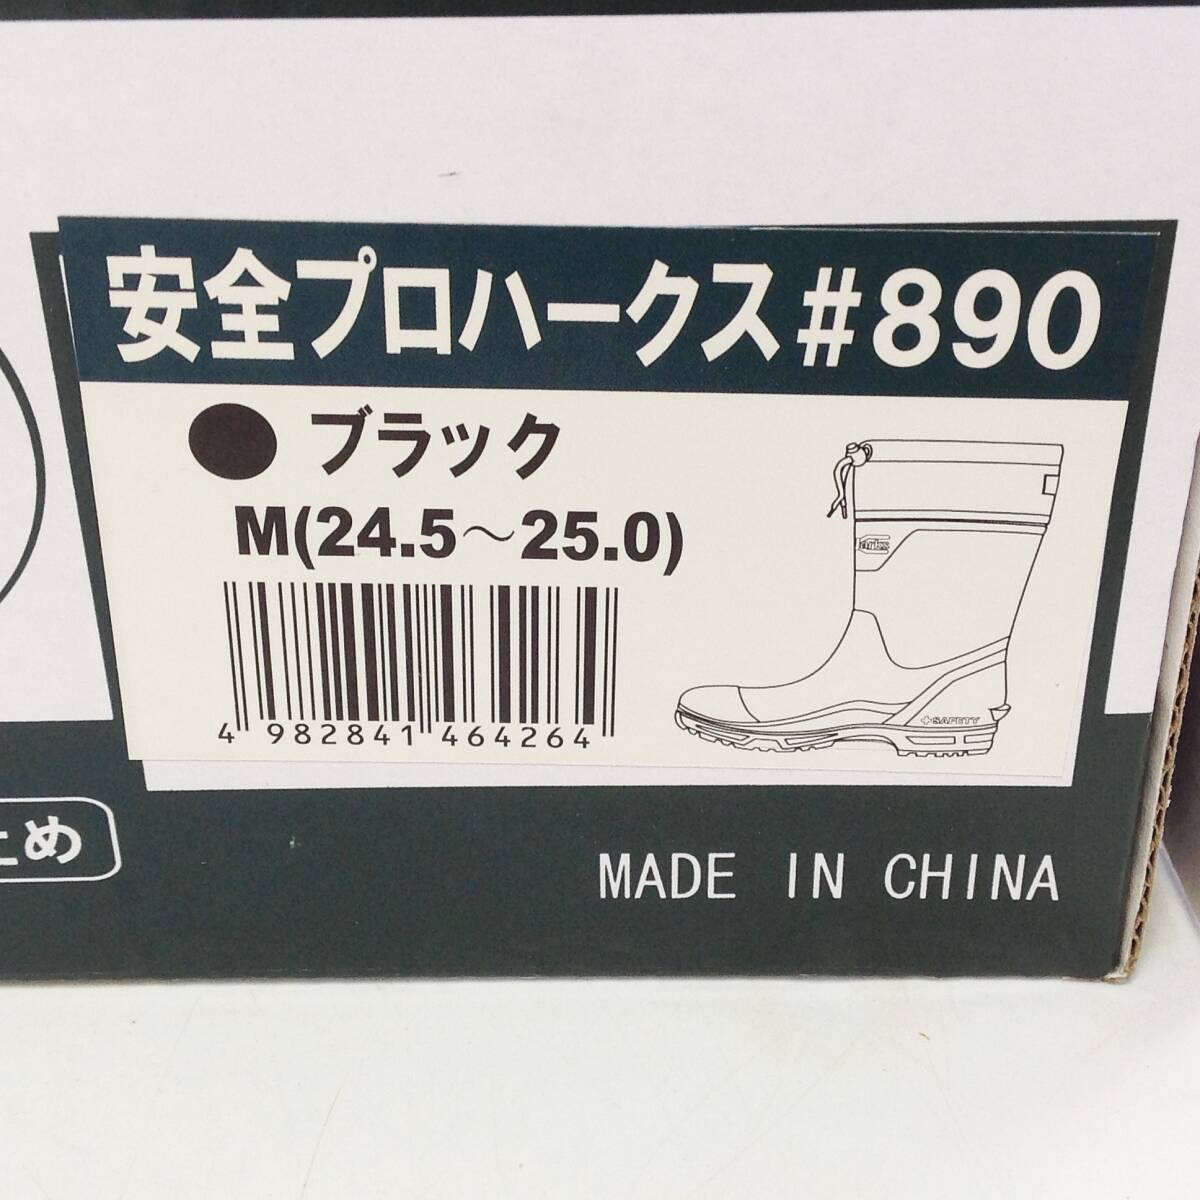 安全プロハークス#890
ブラック
M(24.5～25.0)
4 982841 464264
+SAFETY
め
MADE IN CHINA